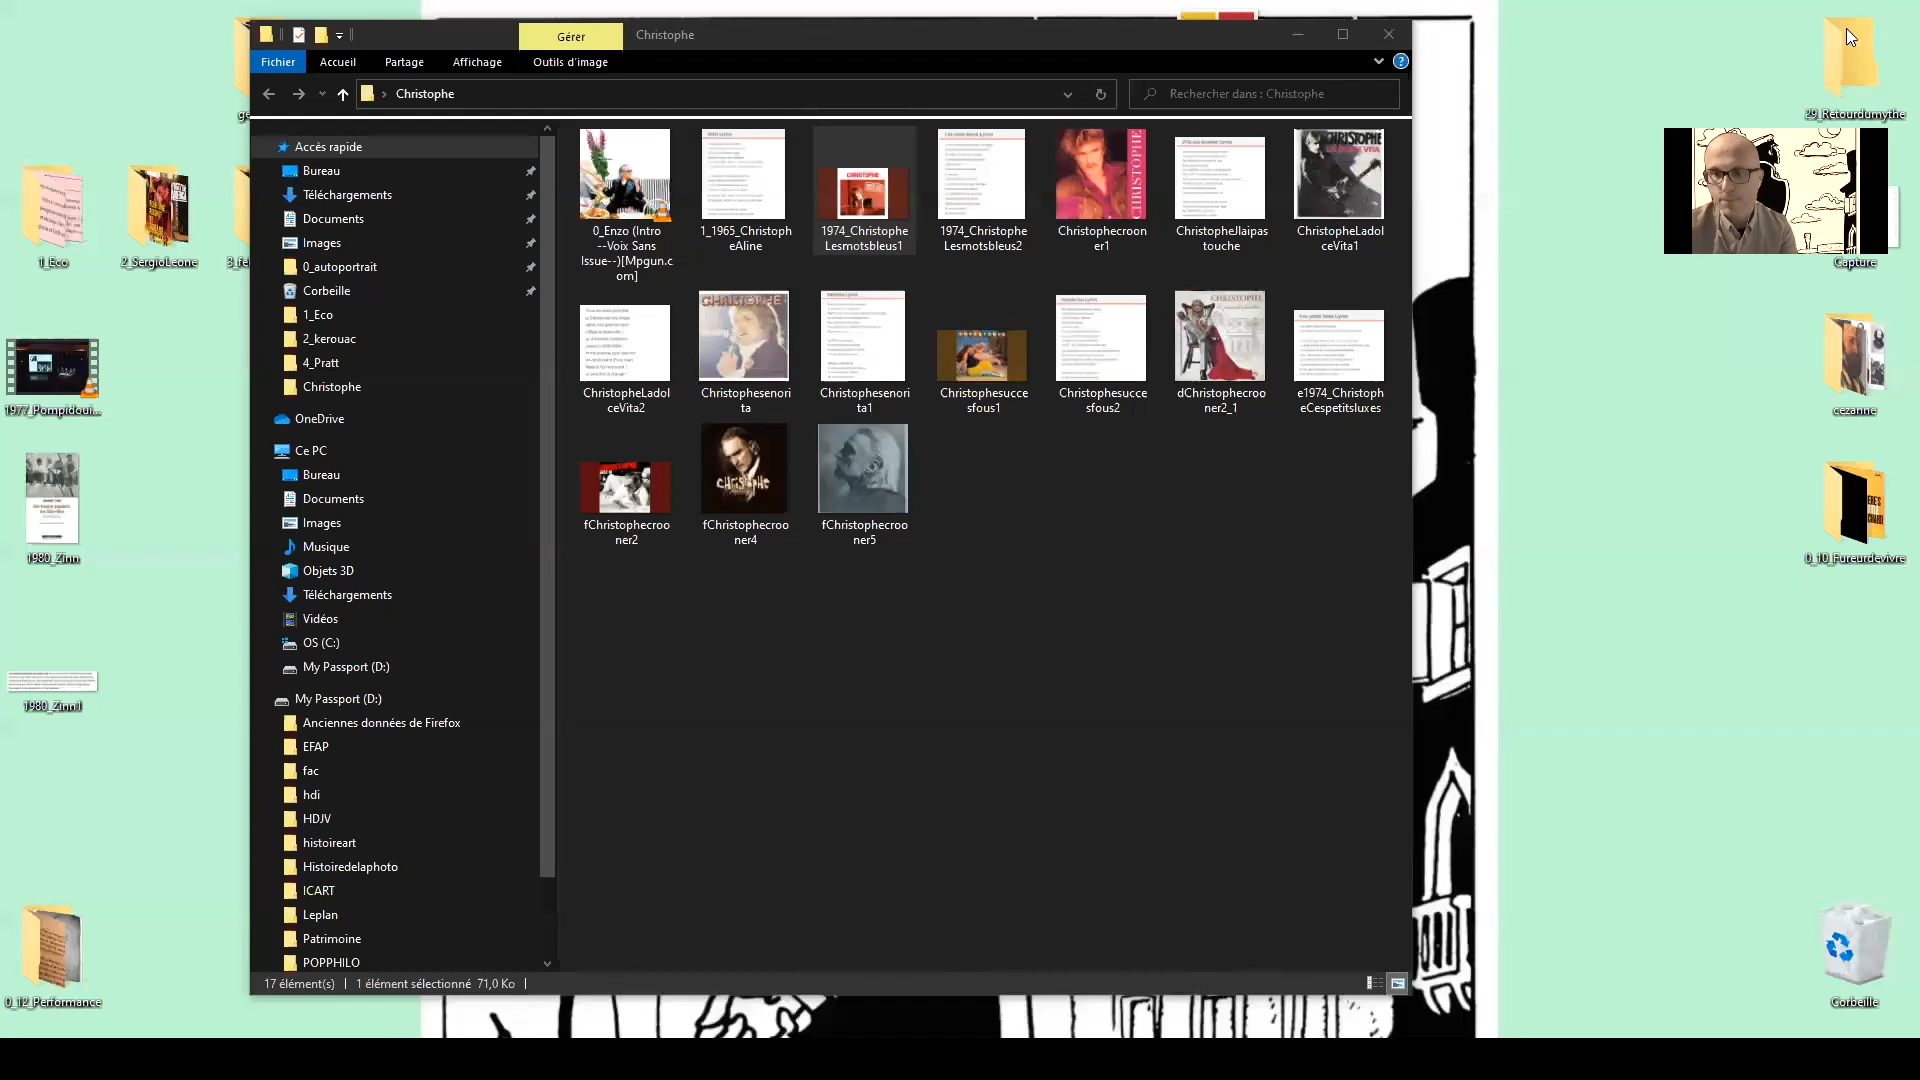 Gérer
Christophe
Fichier
Accueil
Partage
Affichage
Outils d'image
Christophe
Rechercher dans : Christophe
Accès rapide
Bureau
Téléchargements
Documents
Images
0_autoportrait
Corbeille
1_Eco
2_kerouac
4_Pratt
Christophe
OneDrive
Ce PC
Bureau
Documents
Images
Musique
Objets 3D
Téléchargements
Vidéos
OS (C:)
My Passport (D:)
My Passport (D:)
Anciennes données de Firefox
EFAP
fac
hdi
HDJV
histoireart
Histoiredelaphoto
ICART
Leplan
Patrimoine
POPPHILO
0_Enzo (Intro
--Voix Sans
Issue--)[Mpgun.c
om]
1_1965_Christoph
eAline
1974_Christophe
Lesmotsbleus1
1974_Christophe
Lesmotsbleus2
Christophecroo
ner1
ChristopheJlaipas
touche
ChristopheLadol
ceVita1
ChristopheLadol
ceVita2
Christophesenori
ta
Christophesenori
ta1
Christophesucce
sfous1
Christophesucce
sfous2
dChristophecroo
ner2_1
e1974_Christoph
eCespetitsluxes
fChristophecroo
ner2
fChristophecroo
ner4
fChristophecroo
ner5
17 élément(s)
1 élément sélectionné 71,0 Ko
1_Eco
2_SergioLeone
1977_Pompidoui...
1980_Zinn
1980_Zinn1
0_12_Performance
29_Retourdumythe
Capture
cezanne
0_10_Fureurdevivre
Corbeille